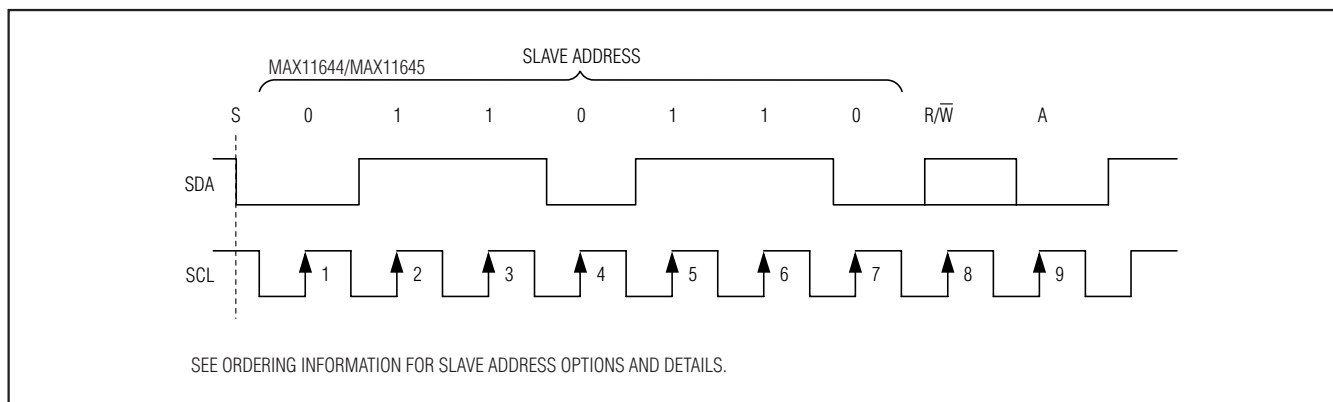 SLAVE ADDRESS
MAX11644/MAX11645
S 0 1 1 0 1 1 0 R/W̅ A
SDA
SCL 1 2 3 4 5 6 7 8 9
SEE ORDERING INFORMATION FOR SLAVE ADDRESS OPTIONS AND DETAILS.